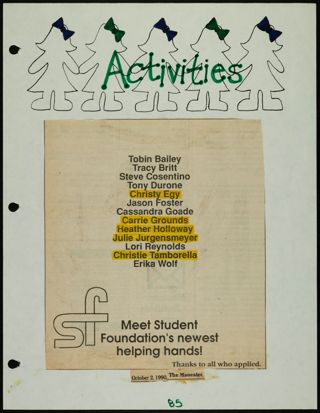 Activities
Tobin Bailey
Tracy Britt
Steve Cosentino
Tony Durone
Christy Egy
Jason Foster
Cassandra Goade
Carrie Grounds
Heather Holloway
Julie Jurgensmeyer
Lori Reynolds
Christie Tamborella
Erika Wolf
sf
Meet Student
Foundation's newest
helping hands!
Thanks to all who applied.
October 2, 1990, The Maneater
85